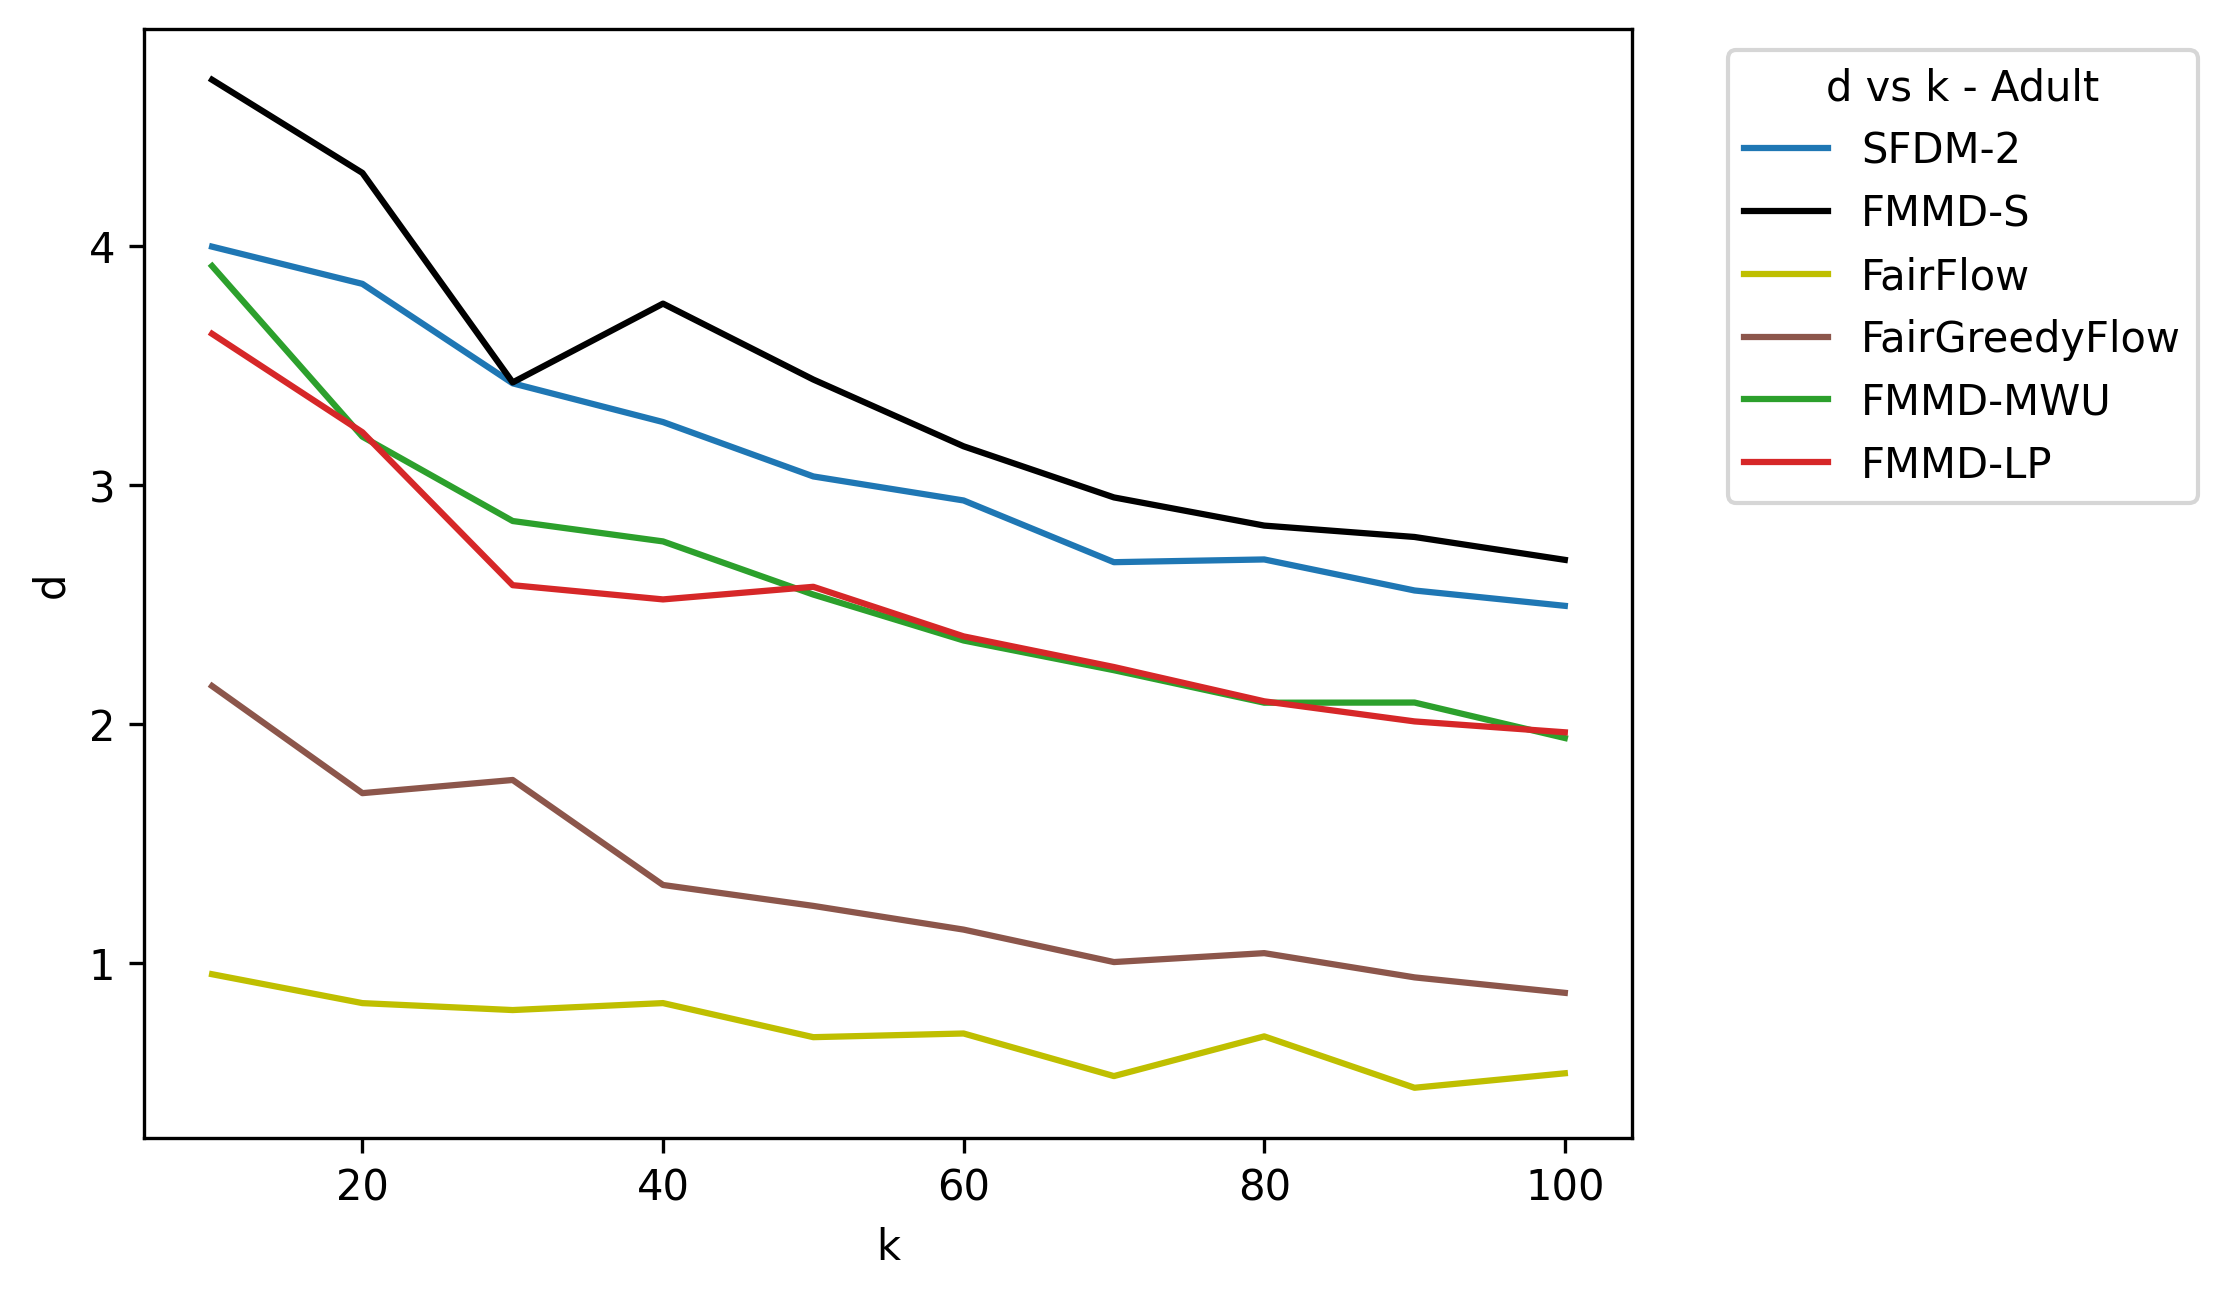 d vs k - Adult
SFDM-2
FMMD-S
FairFlow
FairGreedyFlow
FMMD-MWU
FMMD-LP
4
3
2
1
d
20 40 60 80 100
k